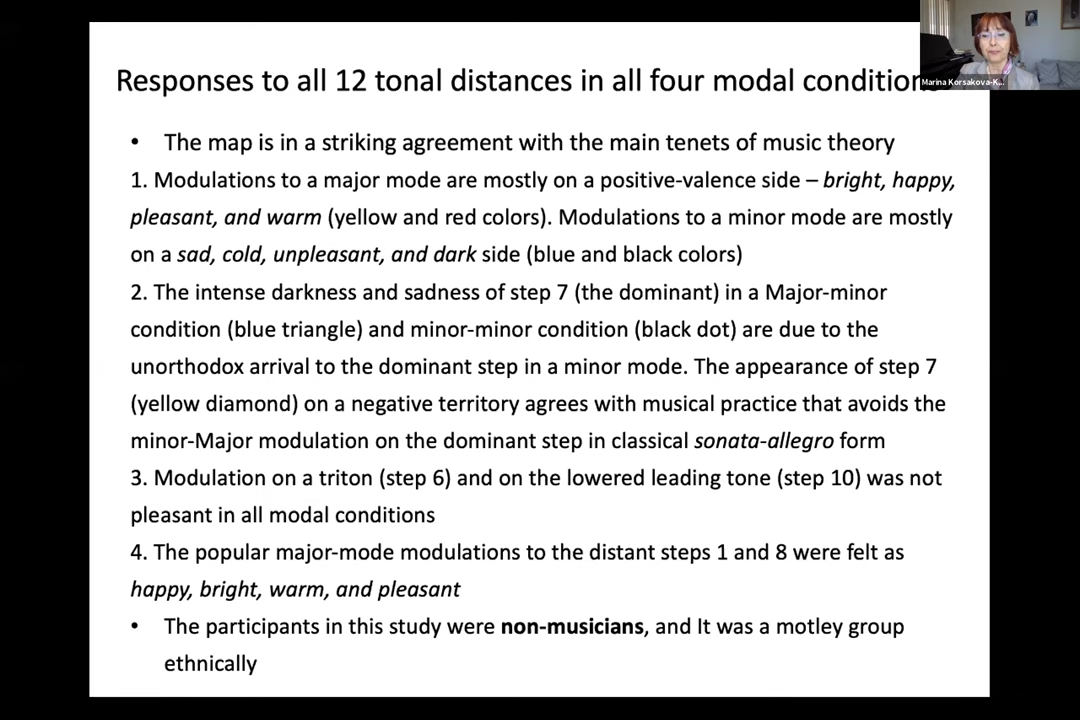 Responses to all 12 tonal distances in all four modal condition
Marina Korsakova-K...
• The map is in a striking agreement with the main tenets of music theory
1. Modulations to a major mode are mostly on a positive-valence side – bright, happy,
pleasant, and warm (yellow and red colors). Modulations to a minor mode are mostly
on a sad, cold, unpleasant, and dark side (blue and black colors)
2. The intense darkness and sadness of step 7 (the dominant) in a Major-minor
condition (blue triangle) and minor-minor condition (black dot) are due to the
unorthodox arrival to the dominant step in a minor mode. The appearance of step 7
(yellow diamond) on a negative territory agrees with musical practice that avoids the
minor-Major modulation on the dominant step in classical sonata-allegro form
3. Modulation on a triton (step 6) and on the lowered leading tone (step 10) was not
pleasant in all modal conditions
4. The popular major-mode modulations to the distant steps 1 and 8 were felt as
happy, bright, warm, and pleasant
• The participants in this study were non-musicians, and It was a motley group
ethnically